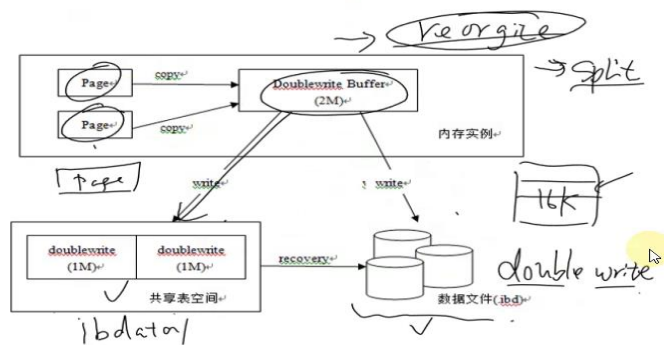 reorgize
split
Page
copy
Doublewrite Buffer
(2M)
Page
copy
内存实例
page
write
write
16K
doublewrite
(1M)
doublewrite
(1M)
recovery
double write
共享表空间
数据文件(.ibd)
ibdata1